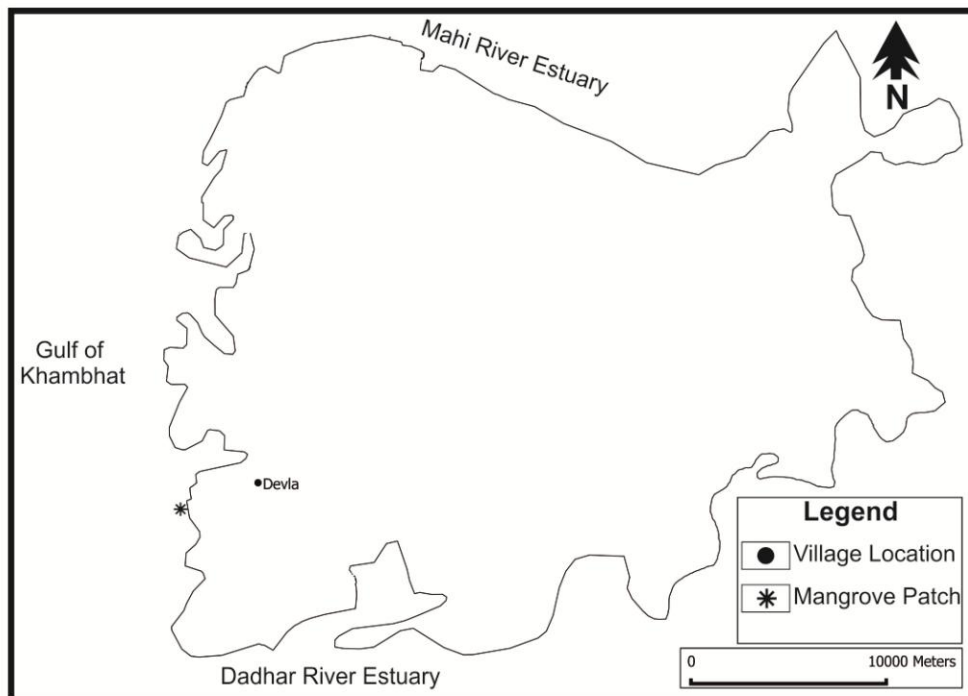 Mahi River Estuary
N
Gulf of
Khambhat
Devla
Legend
Village Location
Mangrove Patch
0 10000 Meters
Dadhar River Estuary